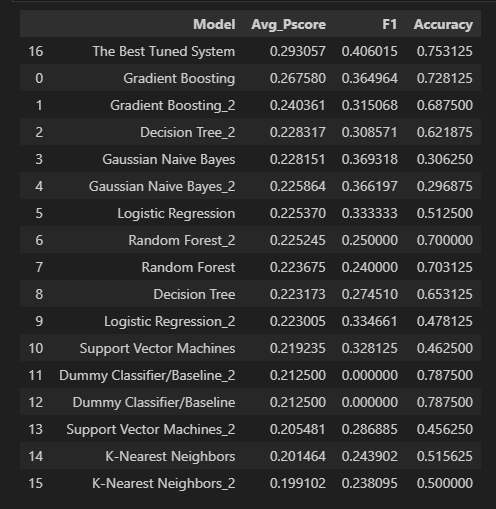 Model Avg_Pscore F1 Accuracy
16 The Best Tuned System 0.293057 0.406015 0.753125
0 Gradient Boosting 0.267580 0.364964 0.728125
1 Gradient Boosting_2 0.240361 0.315068 0.687500
2 Decision Tree_2 0.228317 0.308571 0.621875
3 Gaussian Naive Bayes 0.228151 0.369318 0.306250
4 Gaussian Naive Bayes_2 0.225864 0.366197 0.296875
5 Logistic Regression 0.225370 0.333333 0.512500
6 Random Forest_2 0.225245 0.250000 0.700000
7 Random Forest 0.223675 0.240000 0.703125
8 Decision Tree 0.223173 0.274510 0.653125
9 Logistic Regression_2 0.223005 0.334661 0.478125
10 Support Vector Machines 0.219235 0.328125 0.462500
11 Dummy Classifier/Baseline_2 0.212500 0.000000 0.787500
12 Dummy Classifier/Baseline 0.212500 0.000000 0.787500
13 Support Vector Machines_2 0.205481 0.286885 0.456250
14 K-Nearest Neighbors 0.201464 0.243902 0.515625
15 K-Nearest Neighbors_2 0.199102 0.238095 0.500000